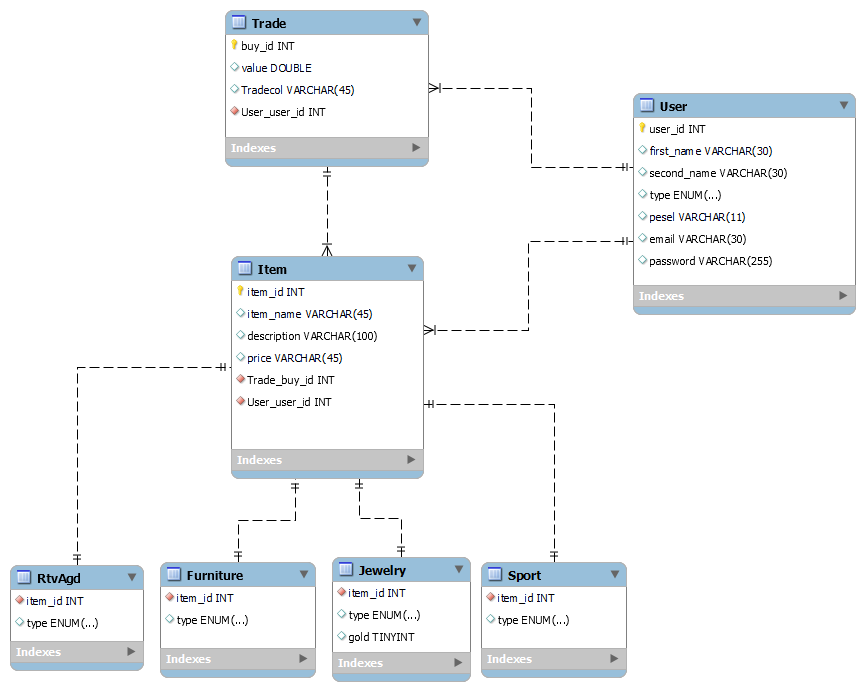 Trade
buy_id INT
value DOUBLE
Tradecol VARCHAR(45)
User_user_id INT
Indexes
User
user_id INT
first_name VARCHAR(30)
second_name VARCHAR(30)
type ENUM(...)
pesel VARCHAR(11)
email VARCHAR(30)
password VARCHAR(255)
Indexes
Item
item_id INT
item_name VARCHAR(45)
description VARCHAR(100)
price VARCHAR(45)
Trade_buy_id INT
User_user_id INT
Indexes
RtvAgd
item_id INT
type ENUM(...)
Indexes
Furniture
item_id INT
type ENUM(...)
Indexes
Jewelry
item_id INT
type ENUM(...)
gold TINYINT
Indexes
Sport
item_id INT
type ENUM(...)
Indexes